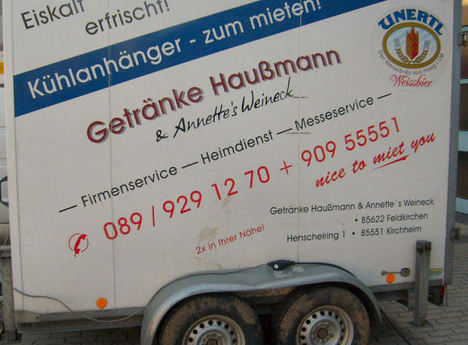 Eiskalt
erfrischt!
Kühlanhänger - zum mieten!
UNERTL
Weissbier
Getränke Haußmann
& Annette's Weineck
— Firmenservice — Heimdienst — Messeservice —
089 / 929 12 70 + 909 55551
nice to miet you
2x in Ihrer Nähe!
Getränke Haußmann & Annette´s Weineck
• 85622 Feldkirchen
Henschelring 1 • 85551 Kirchheim
UNERTL